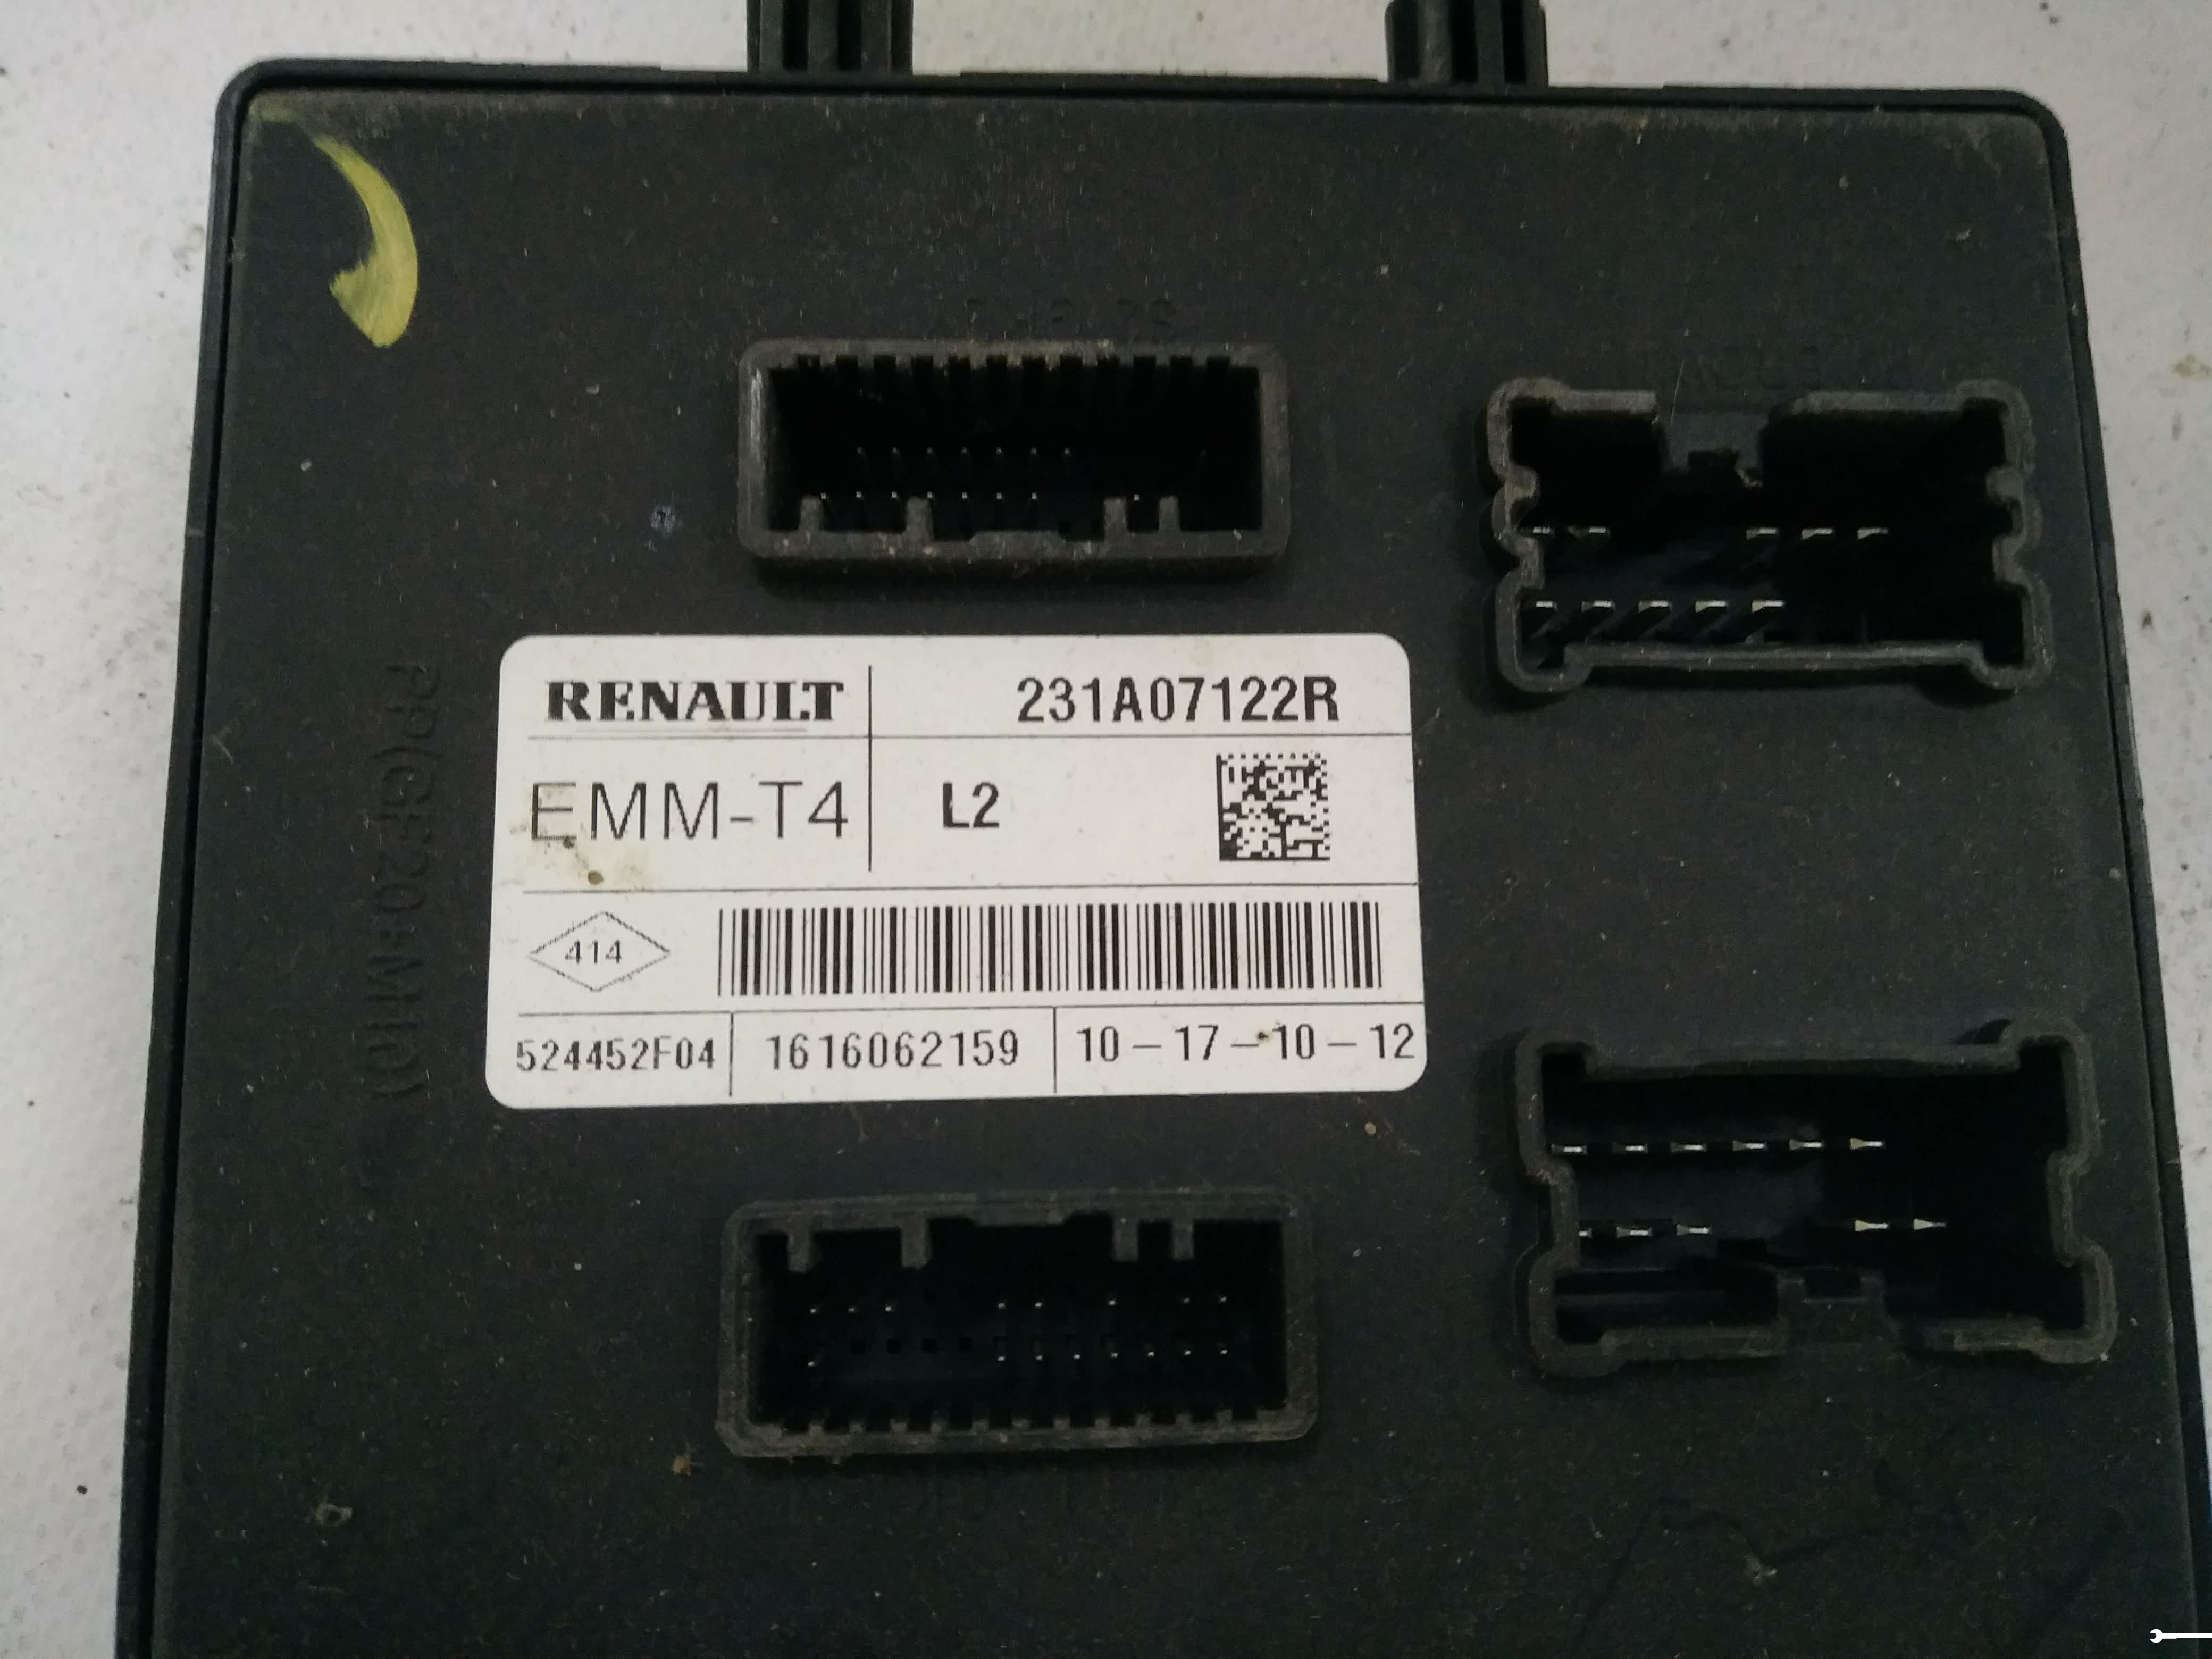 RENAULT 231A07122R
EMM-T4 L2
414
524452F04 1616062159 10-17-10-12